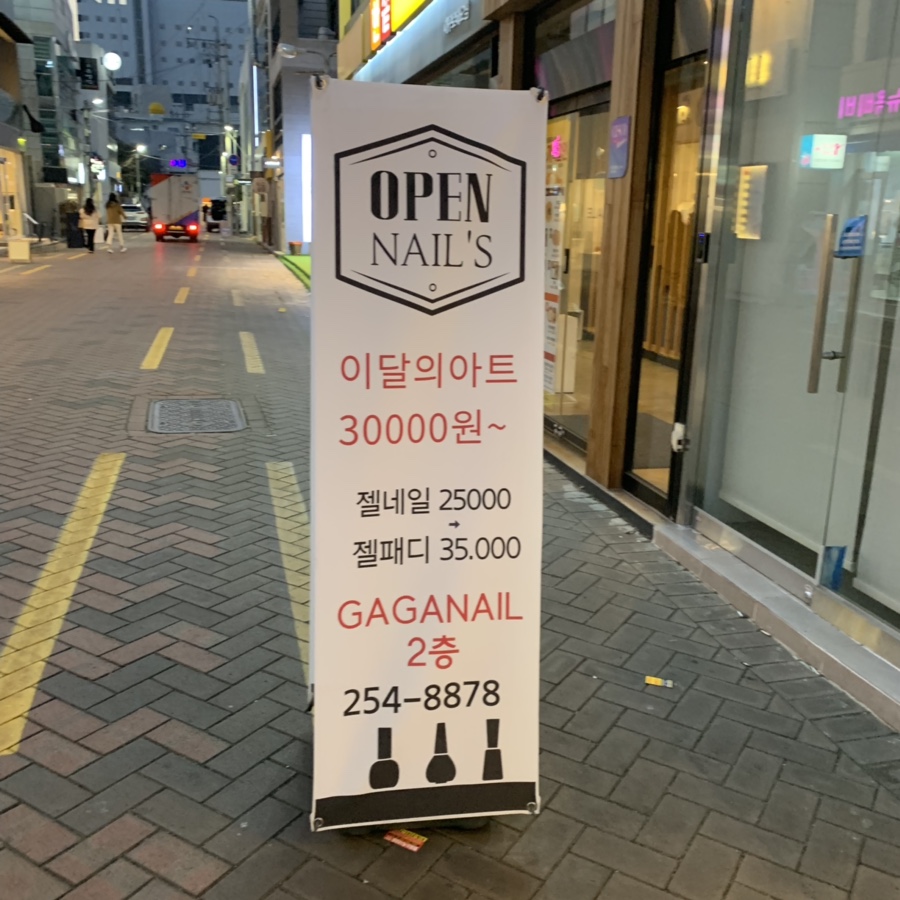 OPEN
NAIL'S
이달의아트
30000원~
젤네일 25000
젤패디 35.000
GAGANAIL
2층
254-8878